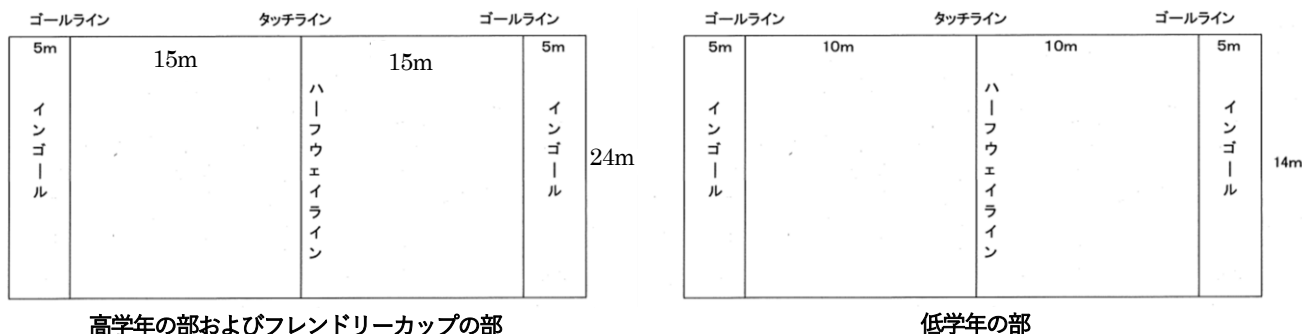 ゴールライン タッチライン ゴールライン
5m 15m 15m 5m
インゴール
ハーフウェイライン
インゴール
24m
高学年の部およびフレンドリーカップの部
ゴールライン タッチライン ゴールライン
5m 10m 10m 5m
インゴール
ハーフウェイライン
インゴール
14m
低学年の部